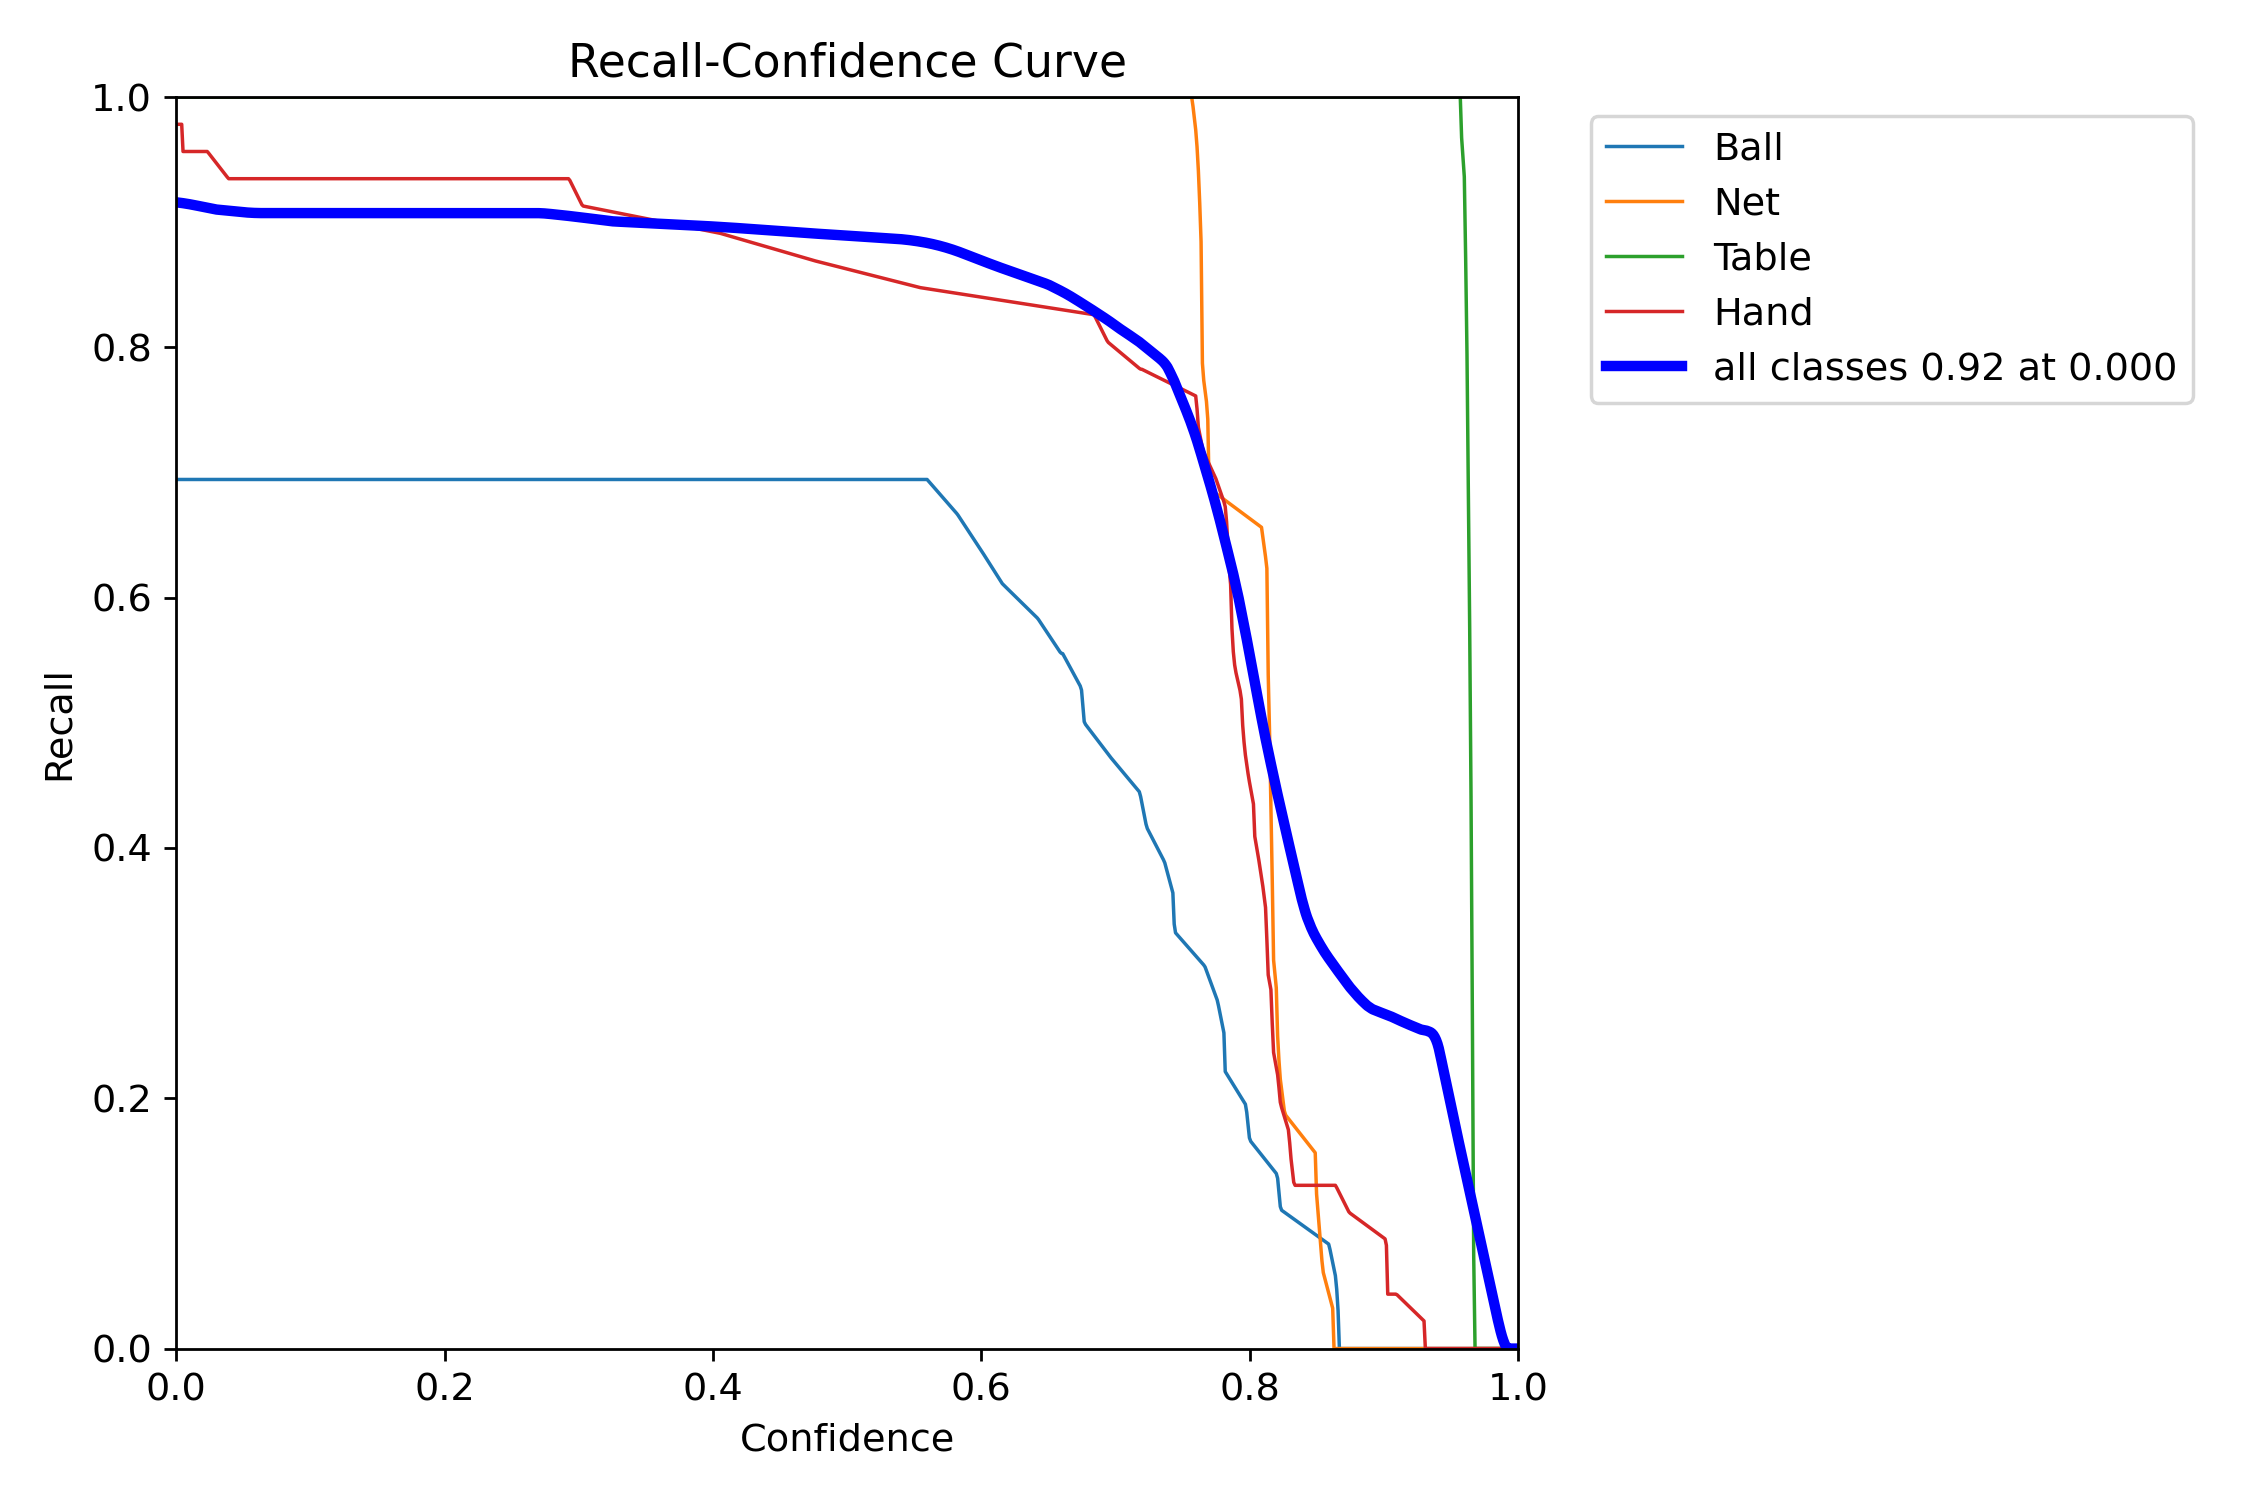 Recall-Confidence Curve
1.0
0.8
0.6
0.4
0.2
0.0
Recall
0.0 0.2 0.4 0.6 0.8 1.0
Confidence
Ball
Net
Table
Hand
all classes 0.92 at 0.000